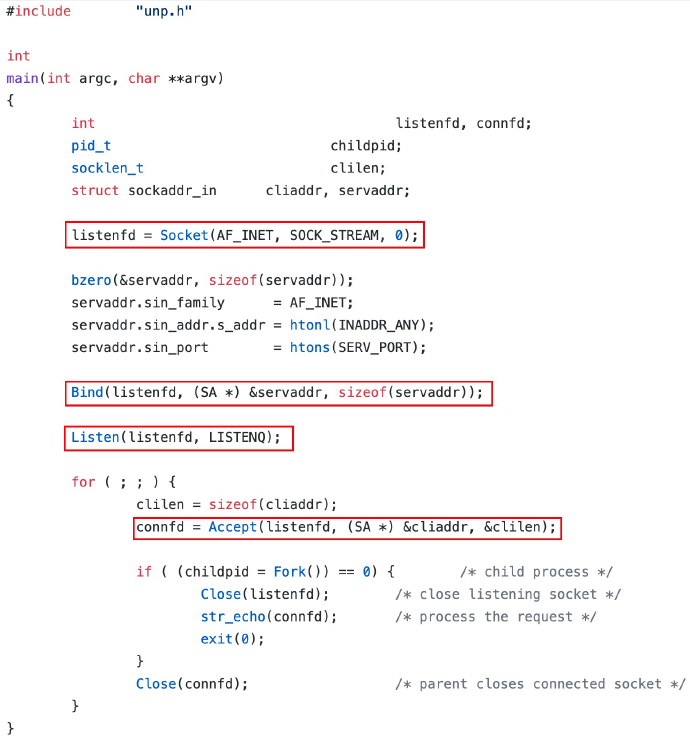 #include        "unp.h"
int
main(int argc, char **argv)
{
int                                     listenfd, connfd;
pid_t                           childpid;
socklen_t                       clilen;
struct sockaddr_in      cliaddr, servaddr;
listenfd = Socket(AF_INET, SOCK_STREAM, 0);
bzero(&servaddr, sizeof(servaddr));
servaddr.sin_family      = AF_INET;
servaddr.sin_addr.s_addr = htonl(INADDR_ANY);
servaddr.sin_port        = htons(SERV_PORT);
Bind(listenfd, (SA *) &servaddr, sizeof(servaddr));
Listen(listenfd, LISTENQ);
for ( ; ; ) {
clilen = sizeof(cliaddr);
connfd = Accept(listenfd, (SA *) &cliaddr, &clilen);
if ( (childpid = Fork()) == 0) {        /* child process */
Close(listenfd);        /* close listening socket */
str_echo(connfd);       /* process the request */
exit(0);
}
Close(connfd);                  /* parent closes connected socket */
}
}